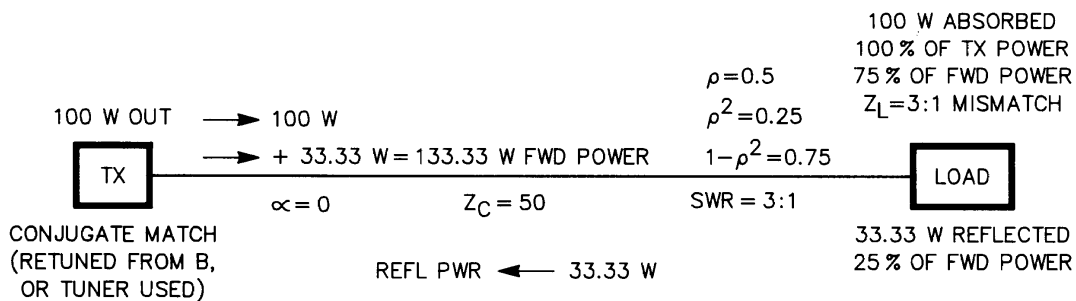 100 W ABSORBED
100 % OF TX POWER
75 % OF FWD POWER
Z_L=3:1 MISMATCH
ρ=0.5
ρ²=0.25
1-ρ²=0.75
100 W OUT → 100 W
→ + 33.33 W = 133.33 W FWD POWER
TX
LOAD
∝=0
Z_C = 50
SWR = 3:1
CONJUGATE MATCH
(RETUNED FROM B,
OR TUNER USED)
REFL PWR ← 33.33 W
33.33 W REFLECTED
25 % OF FWD POWER